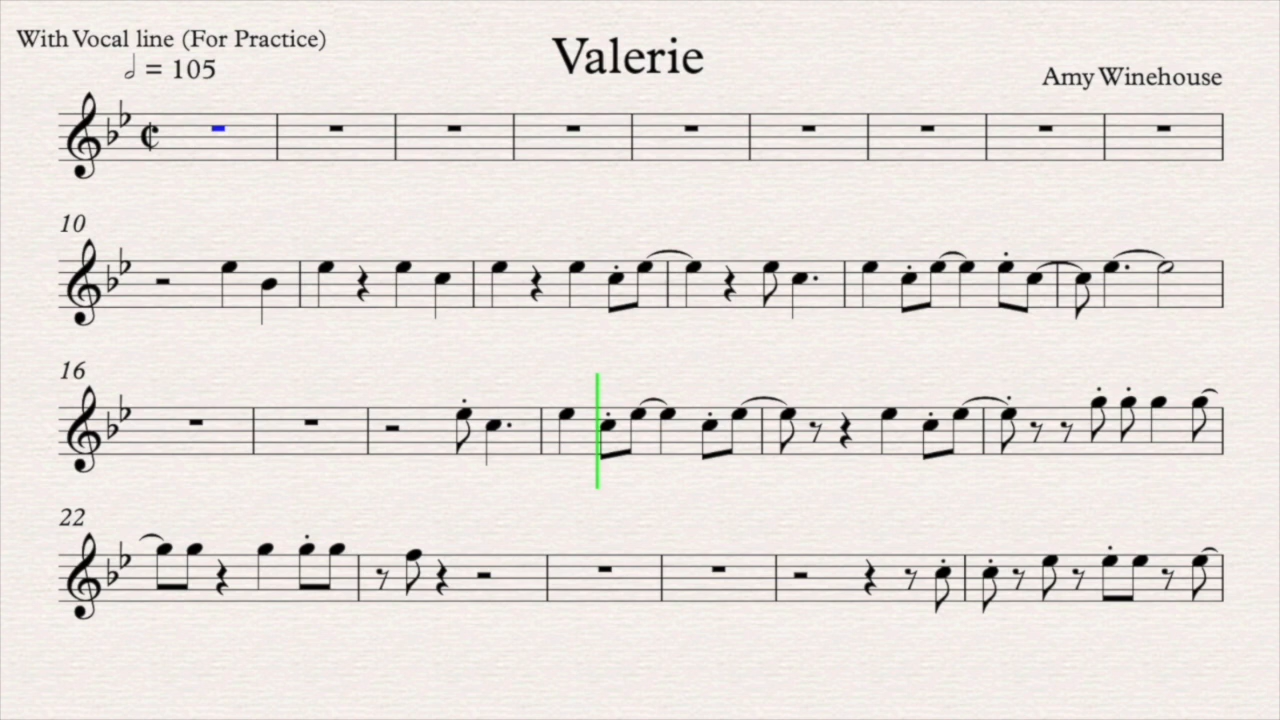 With Vocal line (For Practice)
𝅗𝅥 = 105
Valerie
Amy Winehouse
10
16
22